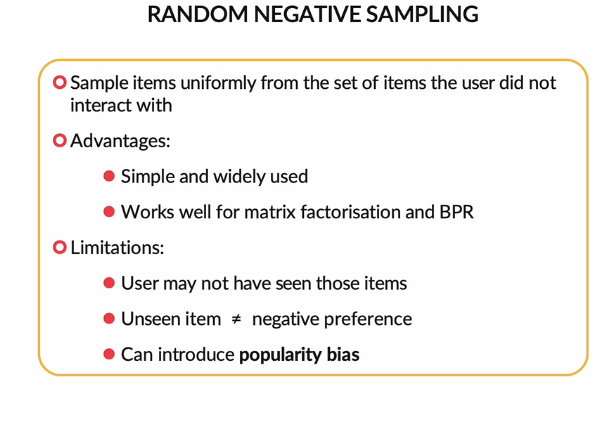 RANDOM NEGATIVE SAMPLING
Sample items uniformly from the set of items the user did not
interact with
Advantages:
Simple and widely used
Works well for matrix factorisation and BPR
Limitations:
User may not have seen those items
Unseen item ≠ negative preference
Can introduce popularity bias